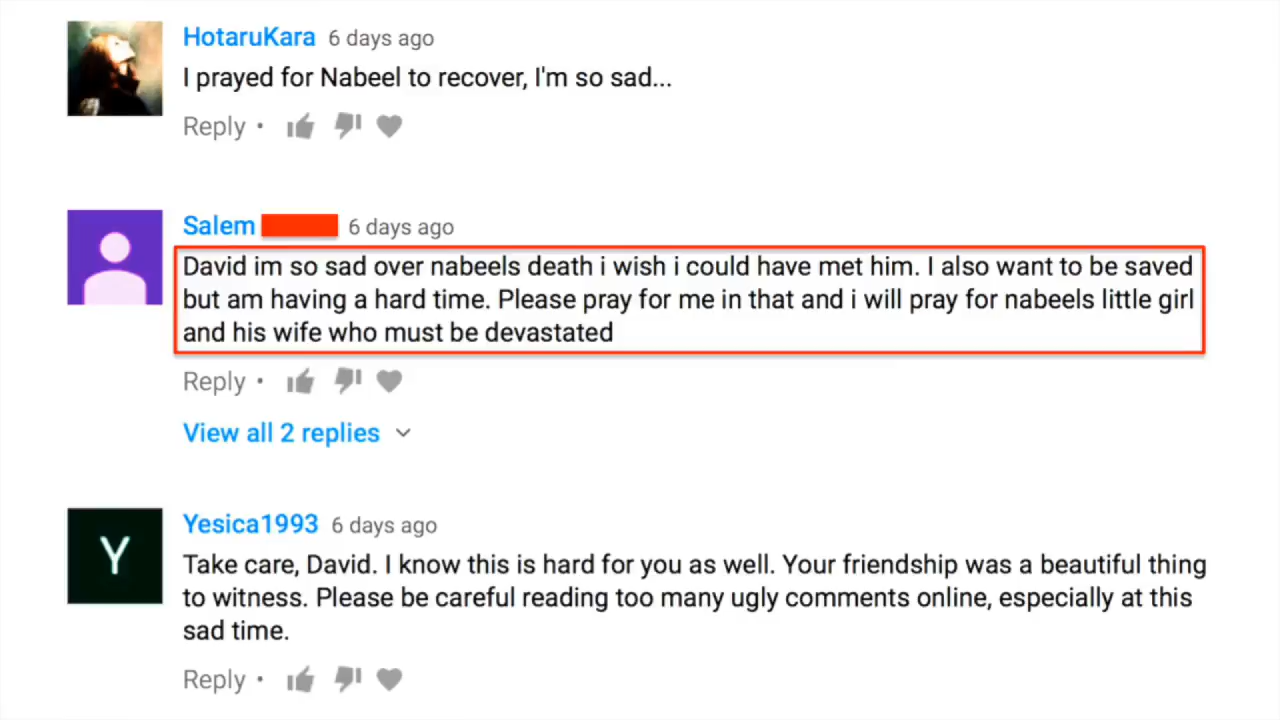 HotaruKara 6 days ago
I prayed for Nabeel to recover, I'm so sad...
Reply •
Salem 6 days ago
David im so sad over nabeels death i wish i could have met him. I also want to be saved
but am having a hard time. Please pray for me in that and i will pray for nabeels little girl
and his wife who must be devastated
Reply •
View all 2 replies
Y
Yesica1993 6 days ago
Take care, David. I know this is hard for you as well. Your friendship was a beautiful thing
to witness. Please be careful reading too many ugly comments online, especially at this
sad time.
Reply •